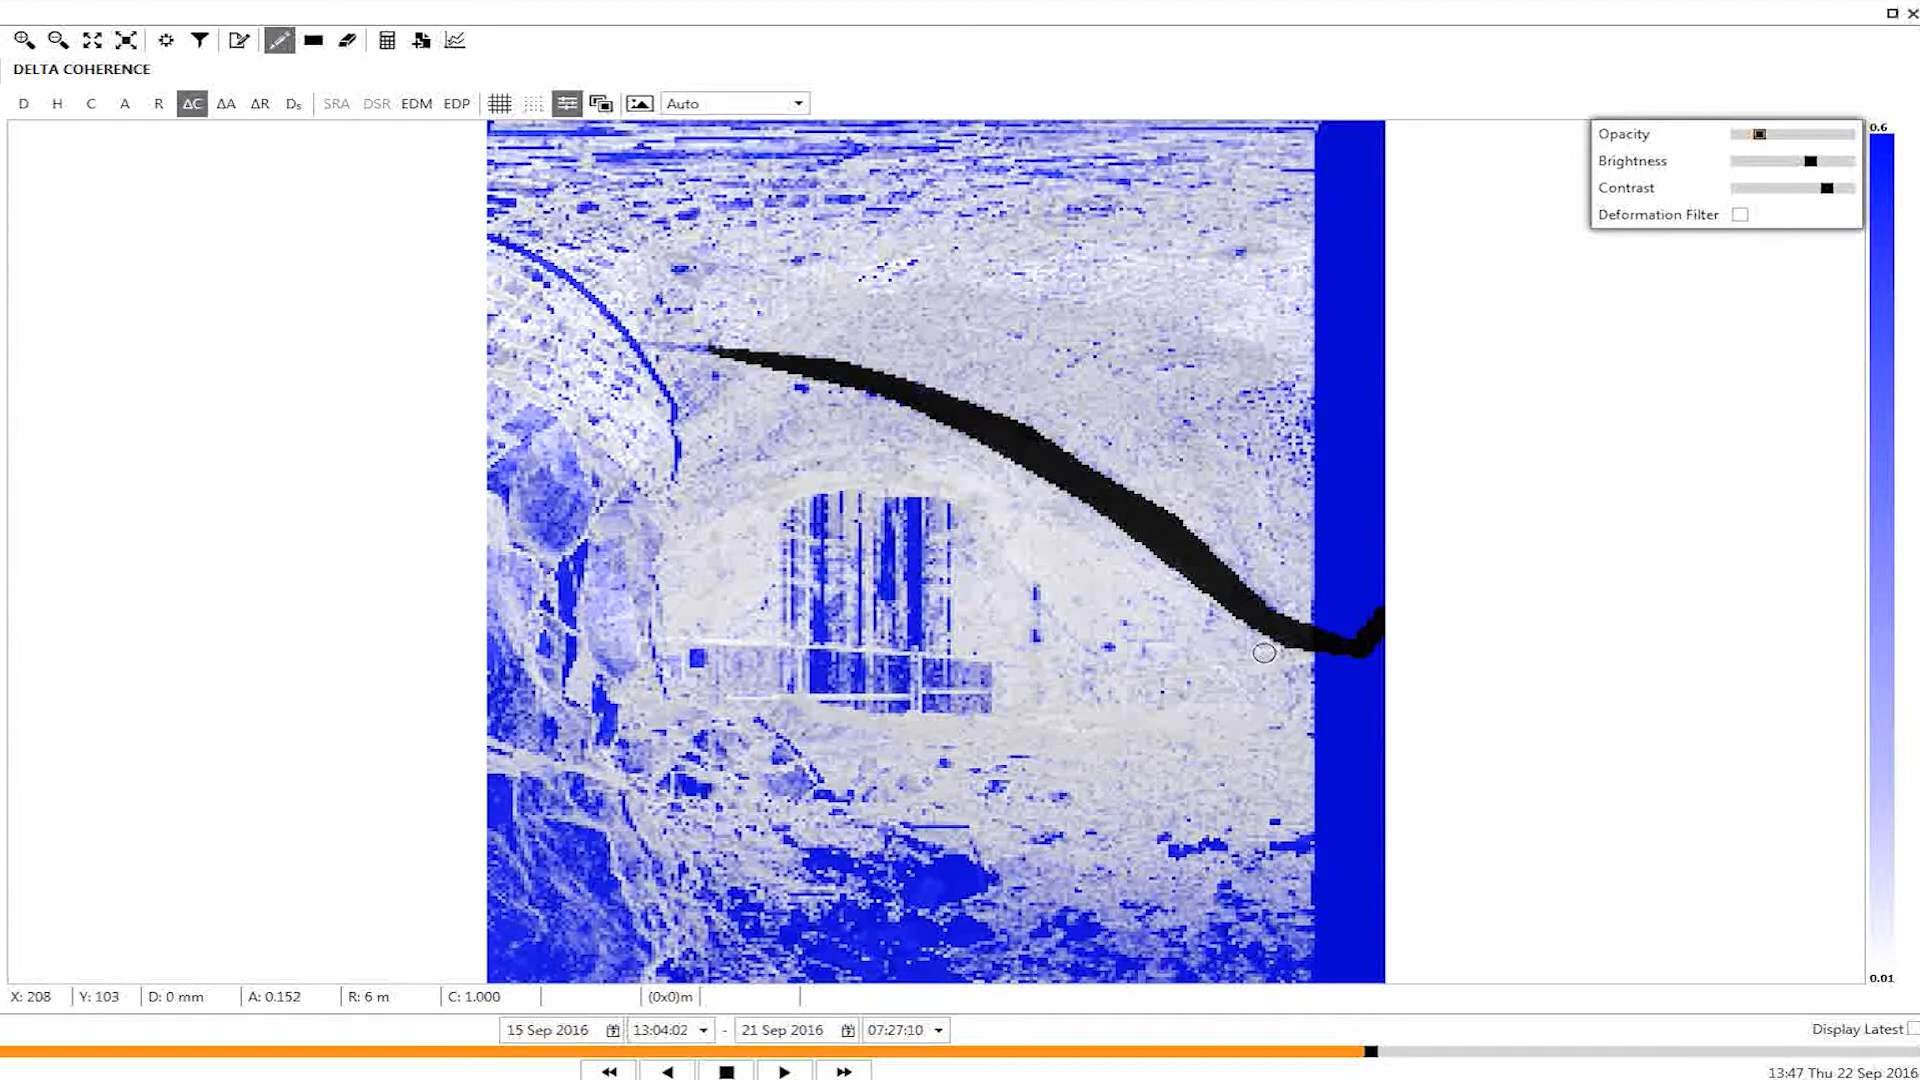 DELTA COHERENCE
D H C A R ΔC ΔA ΔR Ds SRA DSR EDM EDP Auto
Opacity
Brightness
Contrast
Deformation Filter
0.6
0.01
X: 208 Y: 103 D: 0 mm A: 0.152 R: 6 m C: 1.000 (0x0)m
15 Sep 2016 13:04:02 - 21 Sep 2016 07:27:10 Display Latest
13:47 Thu 22 Sep 2016